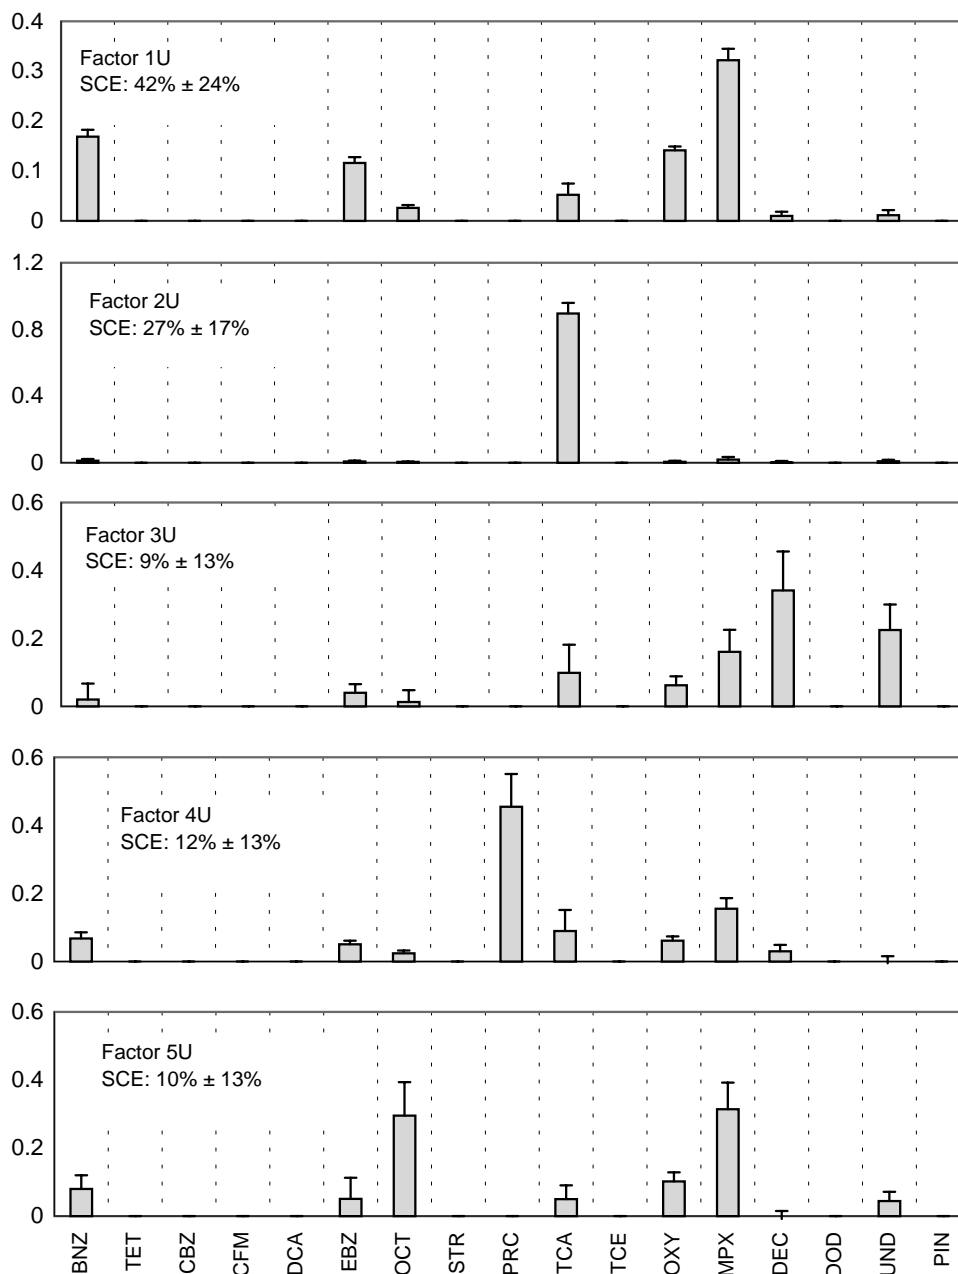 0.4
0.3
0.2
0.1
0
Factor 1U
SCE: 42% ± 24%
1.2
0.8
0.4
0
Factor 2U
SCE: 27% ± 17%
0.6
0.4
0.2
0
Factor 3U
SCE: 9% ± 13%
0.6
0.4
0.2
0
Factor 4U
SCE: 12% ± 13%
0.6
0.4
0.2
0
Factor 5U
SCE: 10% ± 13%
BNZ
TET
CBZ
CFM
DCA
EBZ
OCT
STR
PRC
TCA
TCE
OXY
MPX
DEC
DOD
UND
PIN